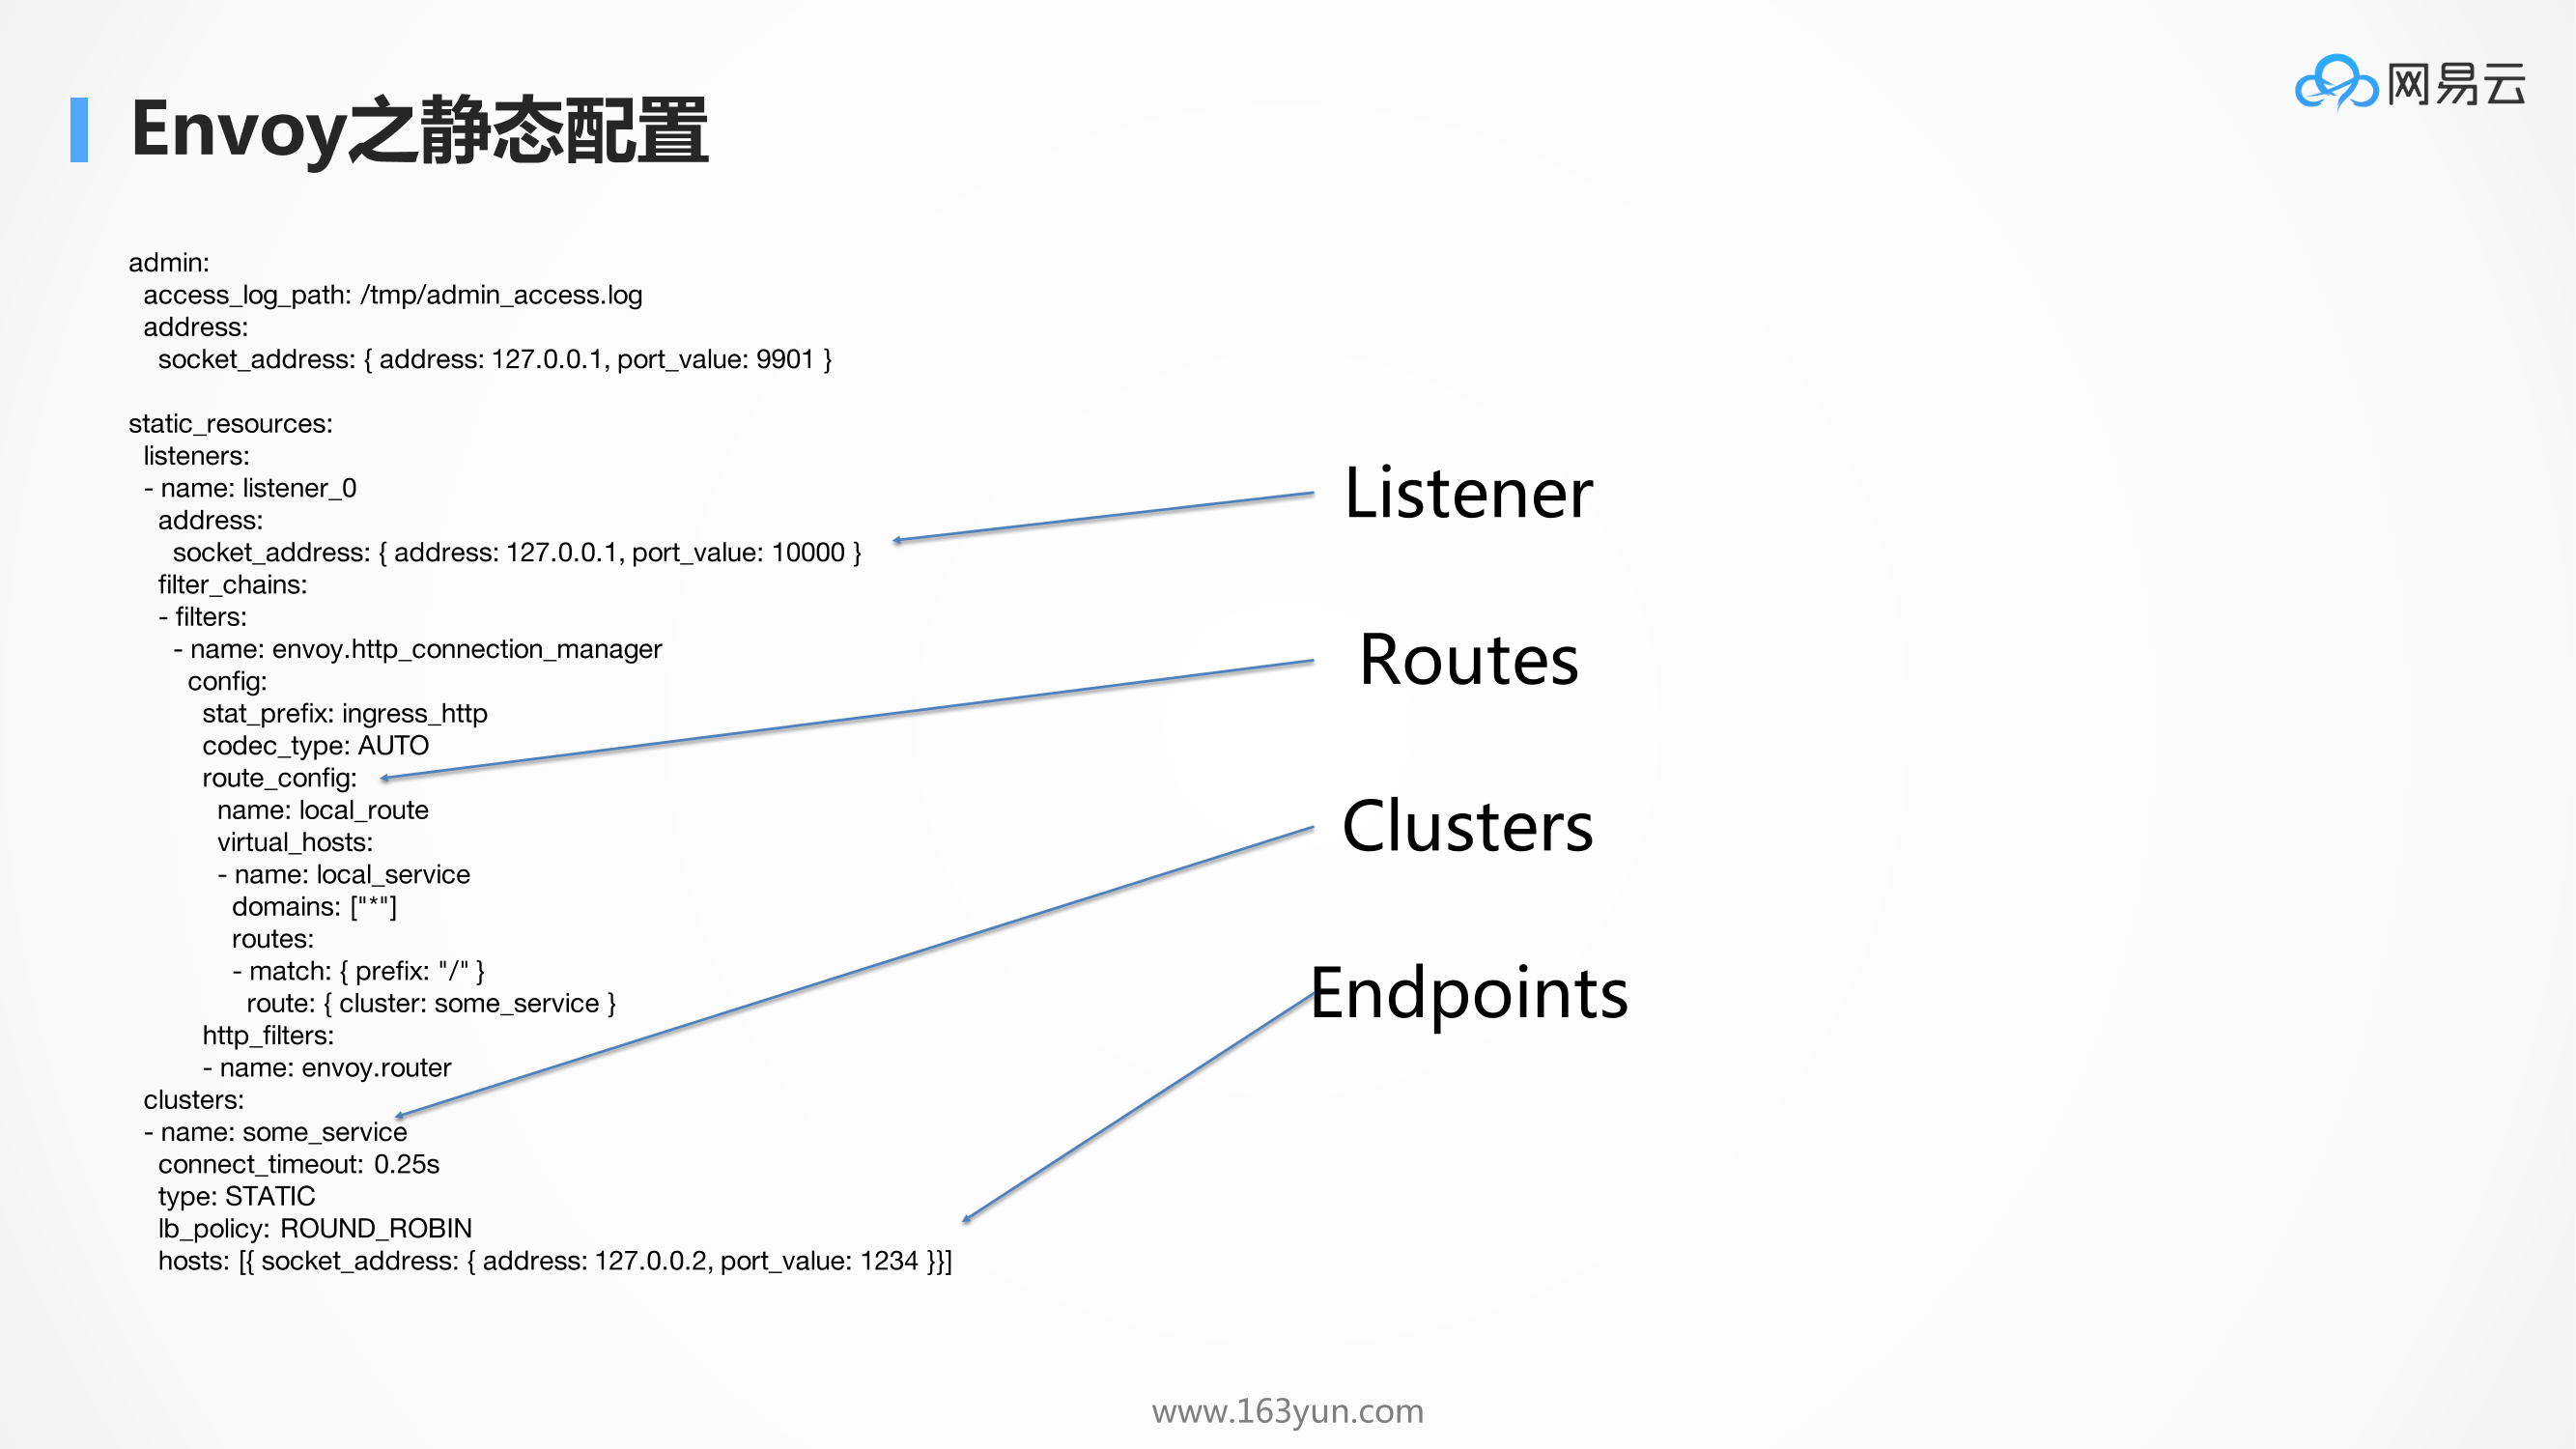 网易云
Envoy之静态配置
admin:
  access_log_path: /tmp/admin_access.log
  address:
    socket_address: { address: 127.0.0.1, port_value: 9901 }
static_resources:
  listeners:
  - name: listener_0
    address:
      socket_address: { address: 127.0.0.1, port_value: 10000 }
    filter_chains:
    - filters:
      - name: envoy.http_connection_manager
        config:
          stat_prefix: ingress_http
          codec_type: AUTO
          route_config:
            name: local_route
            virtual_hosts:
            - name: local_service
              domains: ["*"]
              routes:
              - match: { prefix: "/" }
                route: { cluster: some_service }
          http_filters:
          - name: envoy.router
  clusters:
  - name: some_service
    connect_timeout: 0.25s
    type: STATIC
    lb_policy: ROUND_ROBIN
    hosts: [{ socket_address: { address: 127.0.0.2, port_value: 1234 }}]
Listener
Routes
Clusters
Endpoints
www.163yun.com